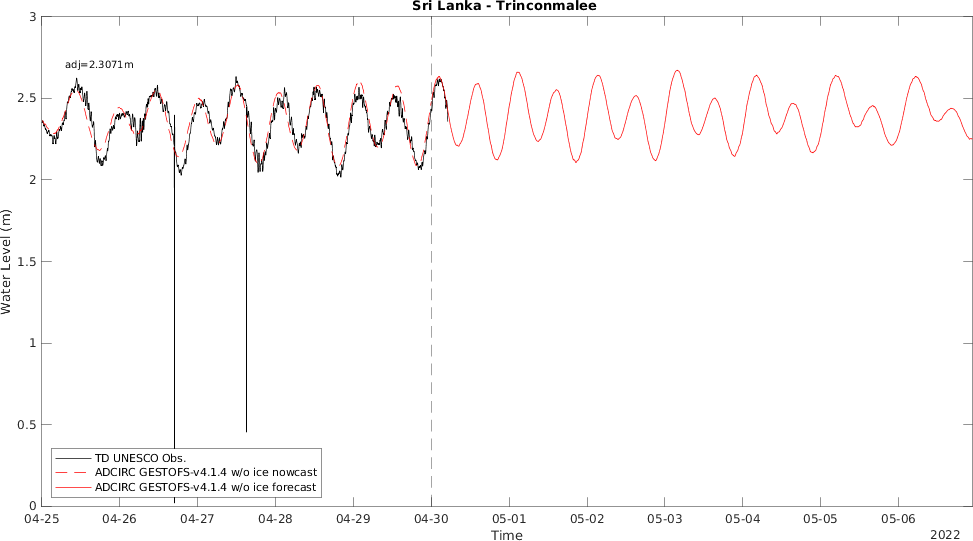 Sri Lanka - Trinconmalee
adj=2.3071m
3
2.5
2
1.5
1
0.5
0
Water Level (m)
TD UNESCO Obs.
ADCIRC GESTOFS-v4.1.4 w/o ice nowcast
ADCIRC GESTOFS-v4.1.4 w/o ice forecast
04-25 04-26 04-27 04-28 04-29 04-30 05-01 05-02 05-03 05-04 05-05 05-06
Time
2022